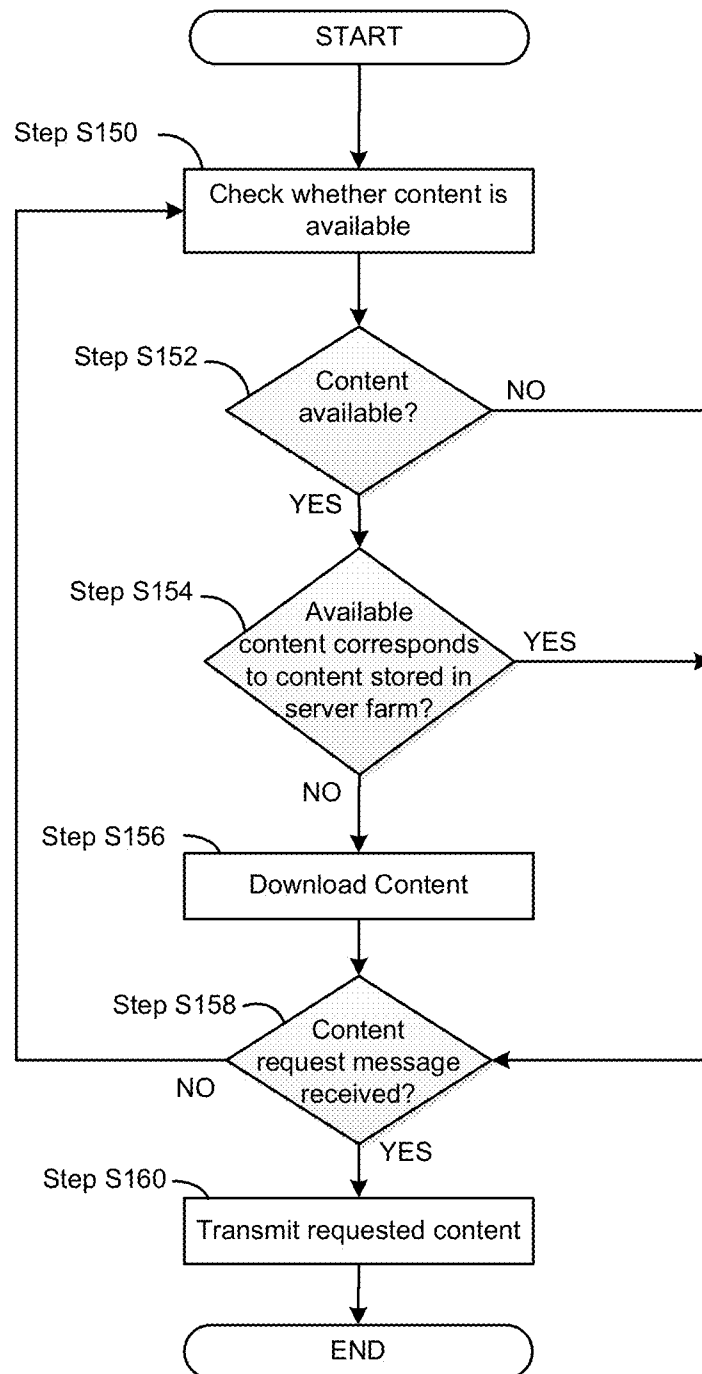 START
Step S150
Check whether content is
available
Step S152
Content
available?
NO
YES
Step S154
Available
content corresponds
to content stored in
server farm?
YES
NO
Step S156
Download Content
Step S158
Content
request message
received?
NO
YES
Step S160
Transmit requested content
END